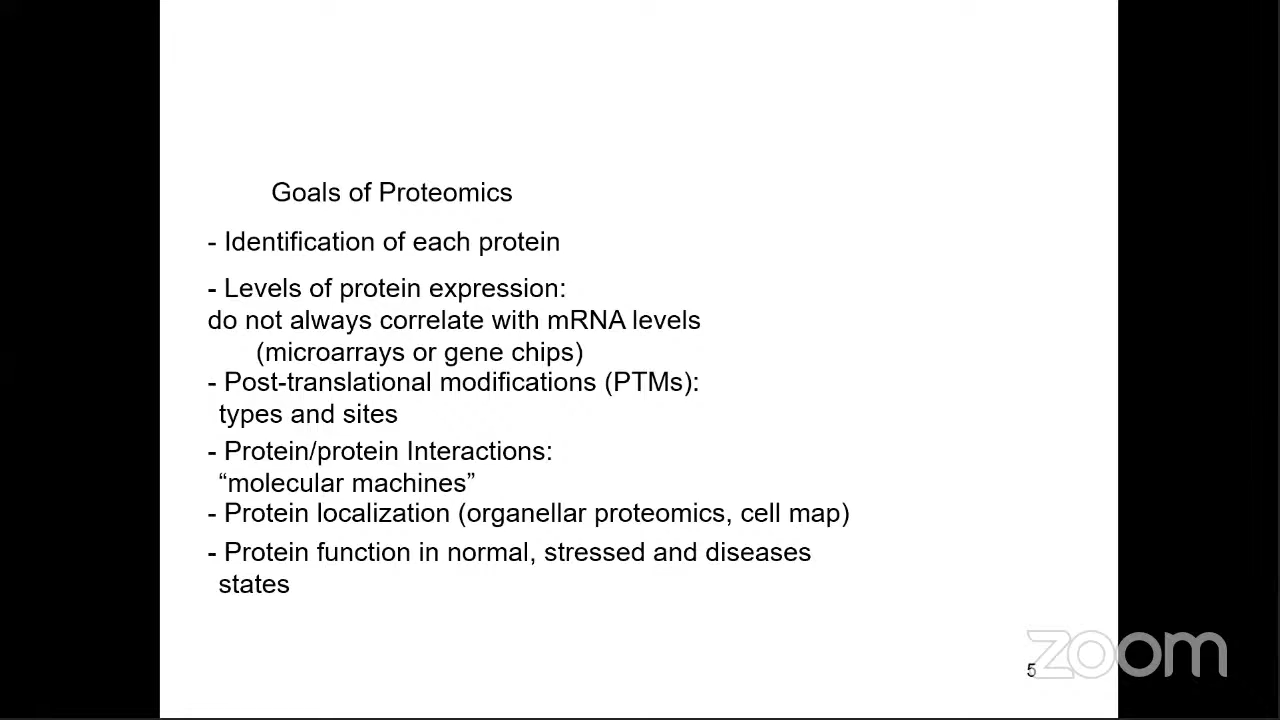 Goals of Proteomics
- Identification of each protein
- Levels of protein expression:
do not always correlate with mRNA levels
(microarrays or gene chips)
- Post-translational modifications (PTMs):
types and sites
- Protein/protein Interactions:
“molecular machines”
- Protein localization (organellar proteomics, cell map)
- Protein function in normal, stressed and diseases
states
zoom
5